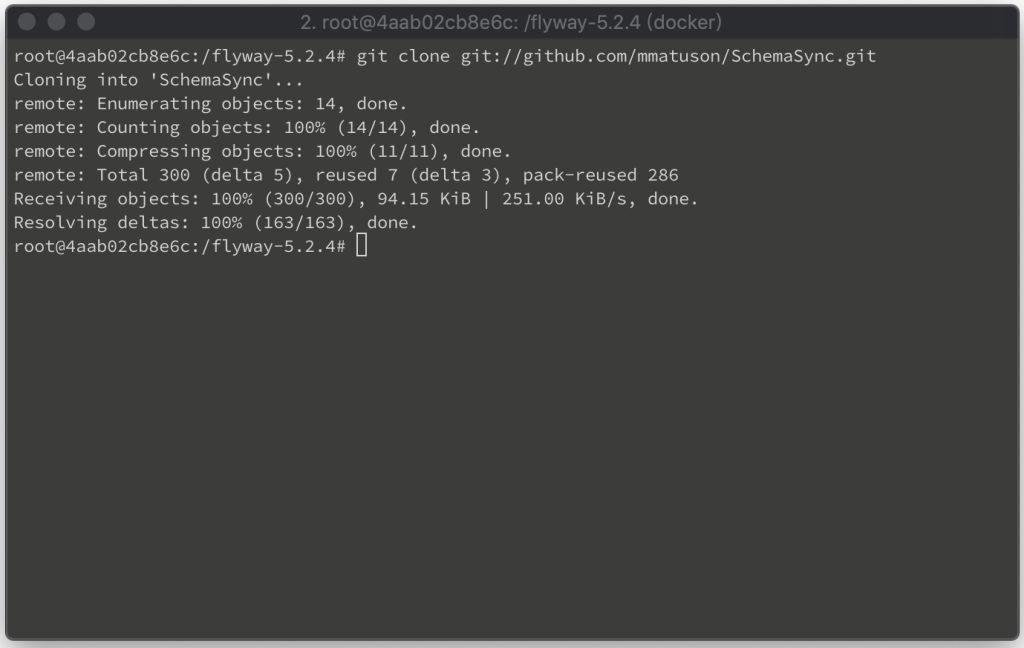 2. root@4aab02cb8e6c: /flyway-5.2.4 (docker)
root@4aab02cb8e6c:/flyway-5.2.4# git clone git://github.com/mmatuson/SchemaSync.git
Cloning into 'SchemaSync'...
remote: Enumerating objects: 14, done.
remote: Counting objects: 100% (14/14), done.
remote: Compressing objects: 100% (11/11), done.
remote: Total 300 (delta 5), reused 7 (delta 3), pack-reused 286
Receiving objects: 100% (300/300), 94.15 KiB | 251.00 KiB/s, done.
Resolving deltas: 100% (163/163), done.
root@4aab02cb8e6c:/flyway-5.2.4#